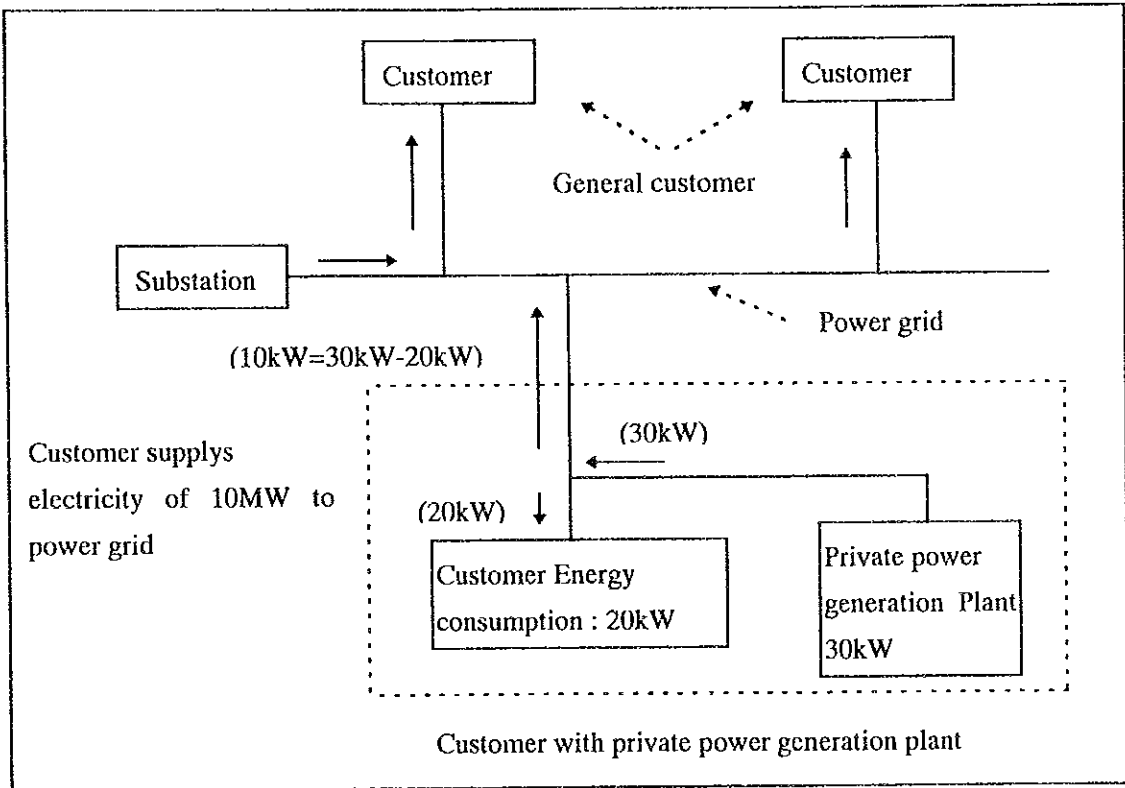 Customer
Customer
General customer
Substation
Power grid
(10kW=30kW-20kW)
(30kW)
Customer supplys
electricity of 10MW to
power grid
(20kW)
Customer Energy
consumption : 20kW
Private power
generation Plant
30kW
Customer with private power generation plant